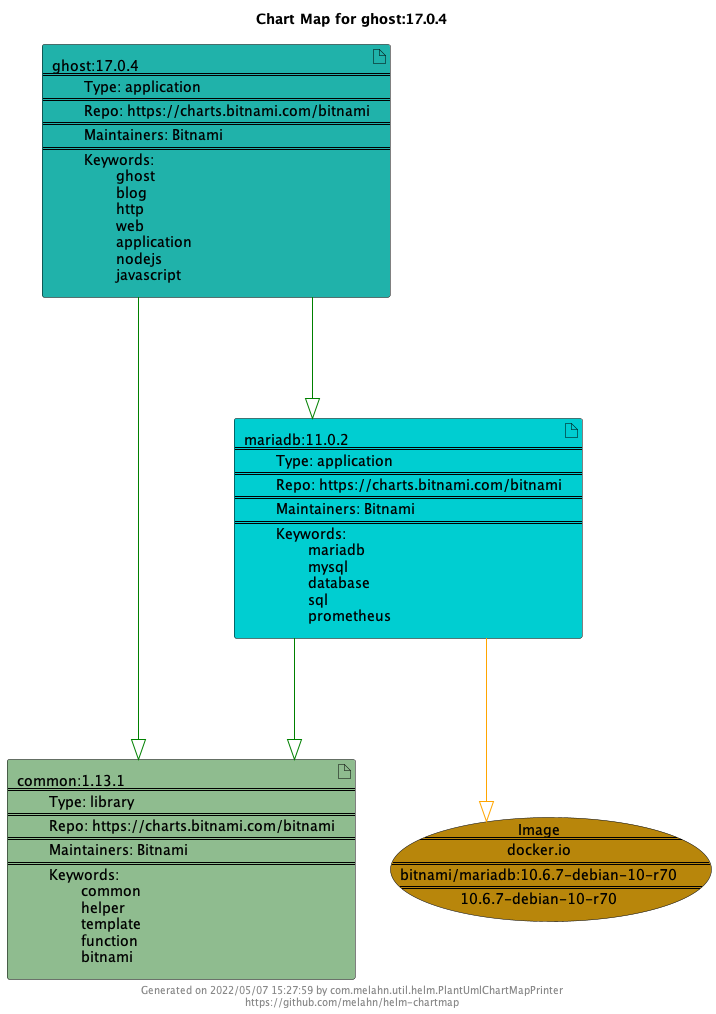 Chart Map for ghost:17.0.4
ghost:17.0.4
Type: application
Repo: https://charts.bitnami.com/bitnami
Maintainers: Bitnami
Keywords:
ghost
blog
http
web
application
nodejs
javascript
mariadb:11.0.2
Type: application
Repo: https://charts.bitnami.com/bitnami
Maintainers: Bitnami
Keywords:
mariadb
mysql
database
sql
prometheus
common:1.13.1
Type: library
Repo: https://charts.bitnami.com/bitnami
Maintainers: Bitnami
Keywords:
common
helper
template
function
bitnami
Image
docker.io
bitnami/mariadb:10.6.7-debian-10-r70
10.6.7-debian-10-r70
Generated on 2022/05/07 15:27:59 by com.melahn.util.helm.PlantUmlChartMapPrinter
https://github.com/melahn/helm-chartmap